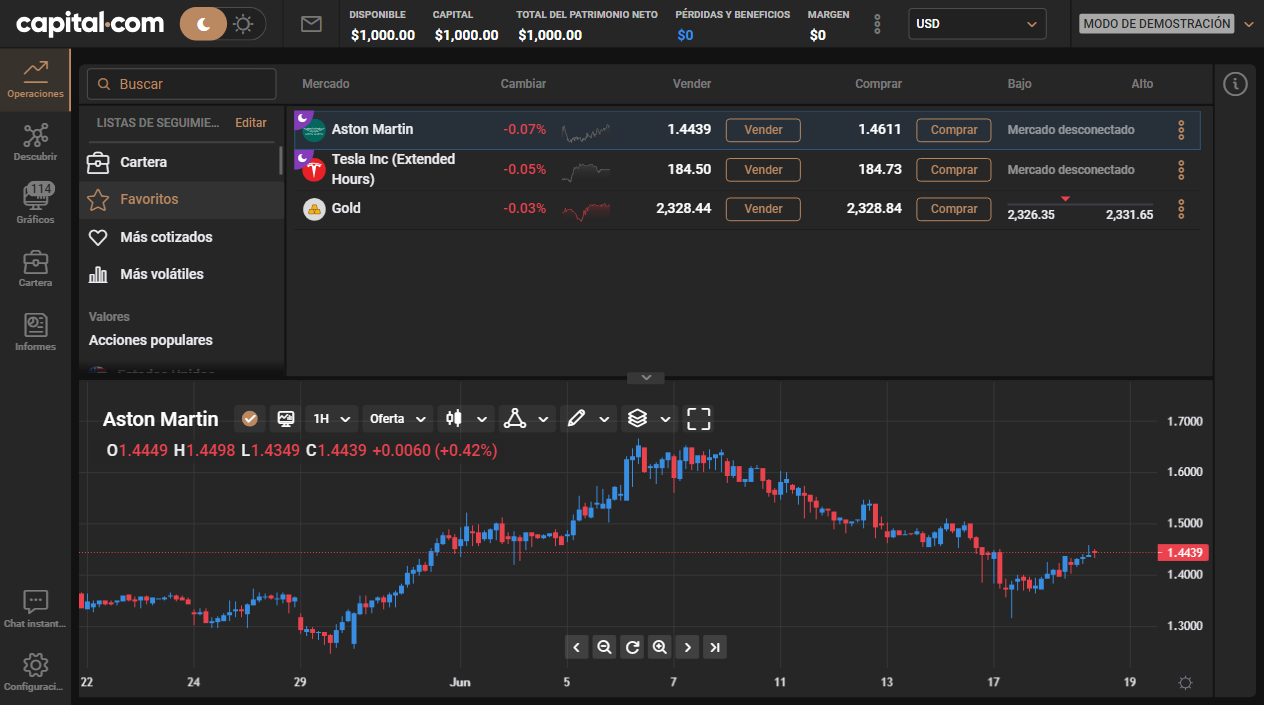 capital.com
DISPONIBLE CAPITAL TOTAL DEL PATRIMONIO NETO PÉRDIDAS Y BENEFICIOS MARGEN
$1,000.00 $1,000.00 $1,000.00 $0 $0
USD
MODO DE DEMOSTRACIÓN
Operaciones
Descubrir
114
Gráficos
Cartera
Informes
Chat instant...
Configuraci...
Buscar
LISTAS DE SEGUIMIE... Editar
Cartera
Favoritos
Más cotizados
Más volátiles
Valores
Acciones populares
Estados Unidos
Mercado Cambiar Vender Comprar Bajo Alto
Aston Martin -0.07% 1.4439 Vender 1.4611 Comprar Mercado desconectado
Tesla Inc (Extended
Hours) -0.05% 184.50 Vender 184.73 Comprar Mercado desconectado
Gold -0.03% 2,328.44 Vender 2,328.84 Comprar 2,326.35 2,331.65
Aston Martin 1H Oferta
O1.4449 H1.4498 L1.4349 C1.4439 +0.0060 (+0.42%)
1.7000
1.6000
1.5000
1.4439
1.4000
1.3000
22 24 29 Jun 5 7 11 13 17 19